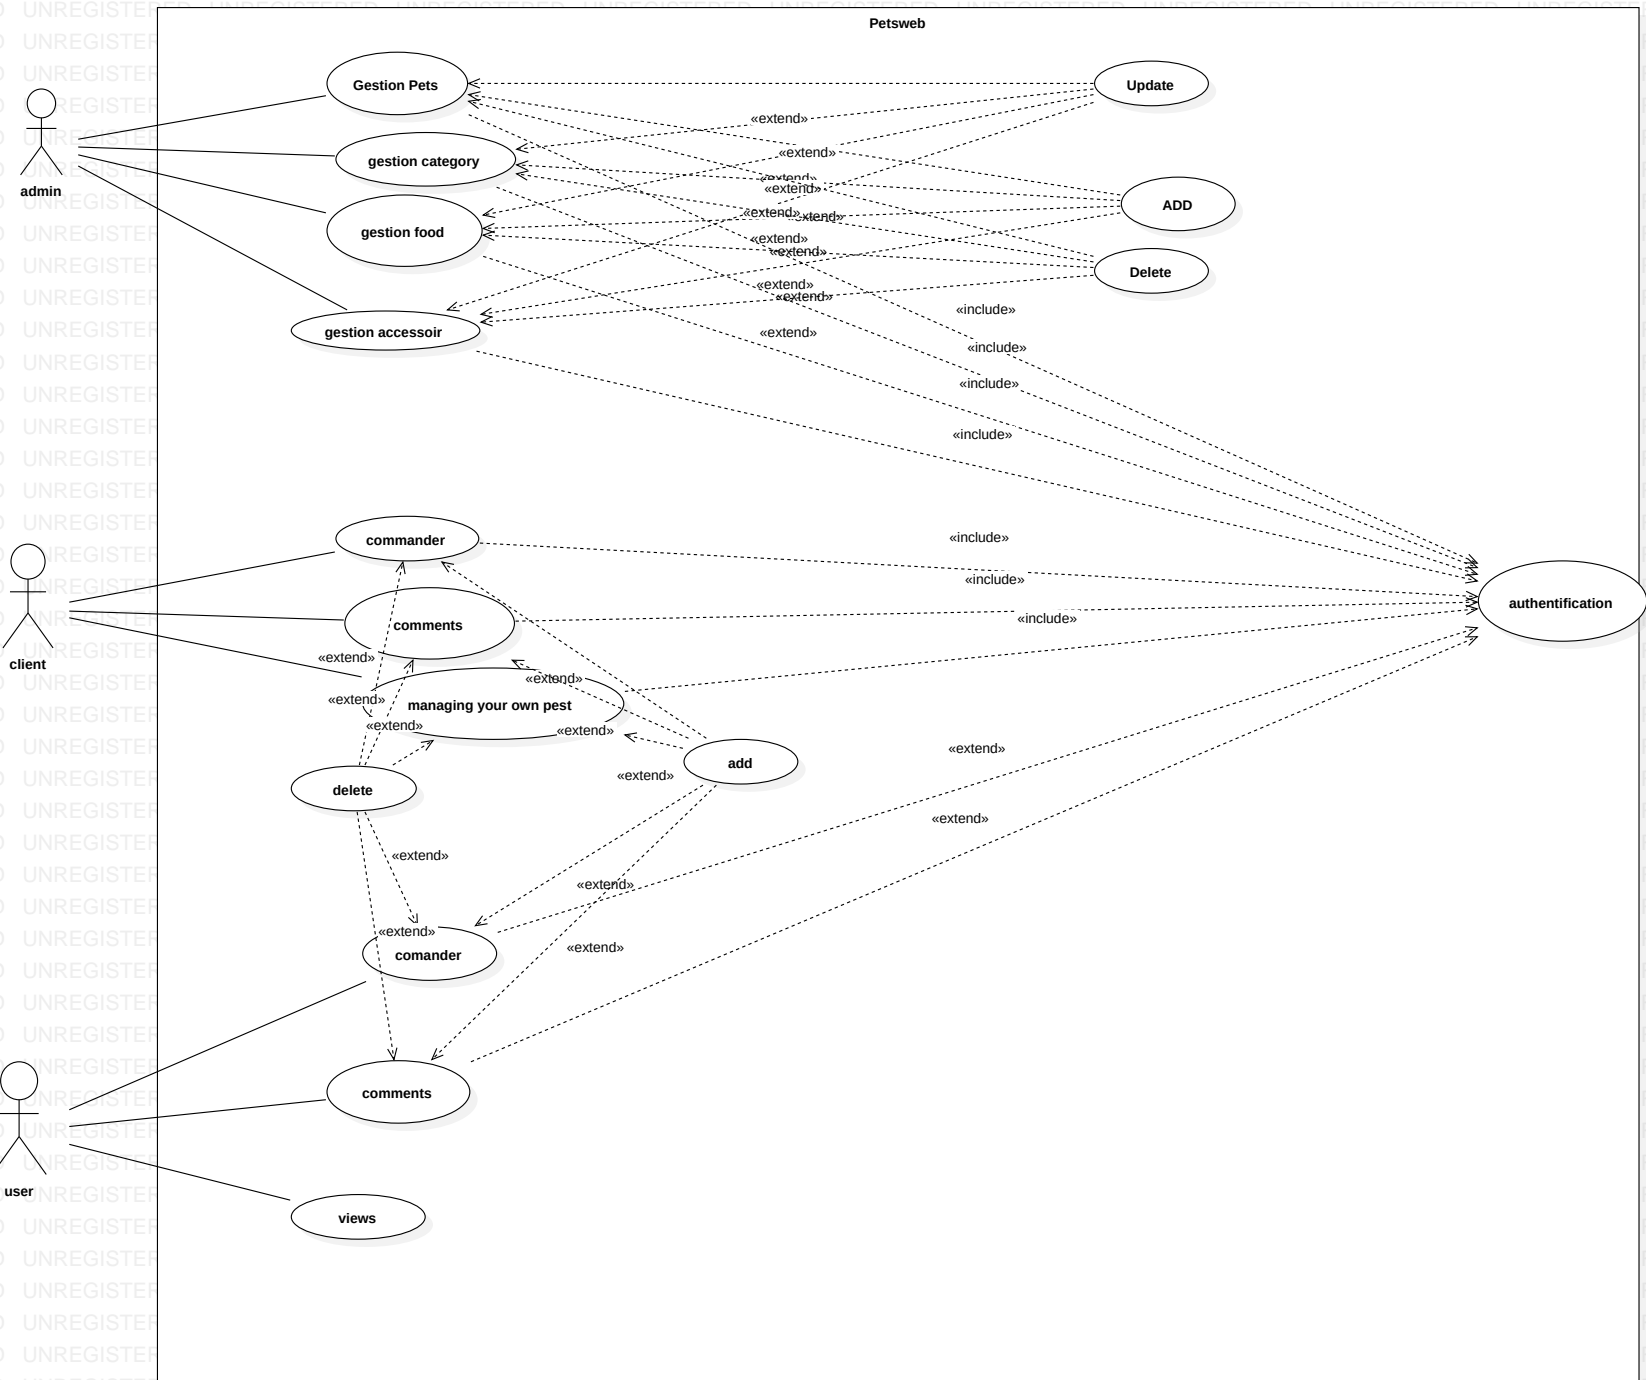 Petsweb
Gestion Pets
Update
«extend»
gestion category
«extend»
«extend»
«extend»
admin
ADD
«extend»
«extend»
gestion food
«extend»
«extend»
Delete
«extend»
«extend»
«include»
gestion accessoir
«extend»
«include»
«include»
«include»
commander
«include»
«include»
authentification
comments
«include»
«extend»
client
«extend»
«extend»
managing your own pest
«extend»
«extend»
«extend»
add
«extend»
delete
«extend»
«extend»
«extend»
«extend»
«extend»
comander
comments
user
views
UNREGISTERED